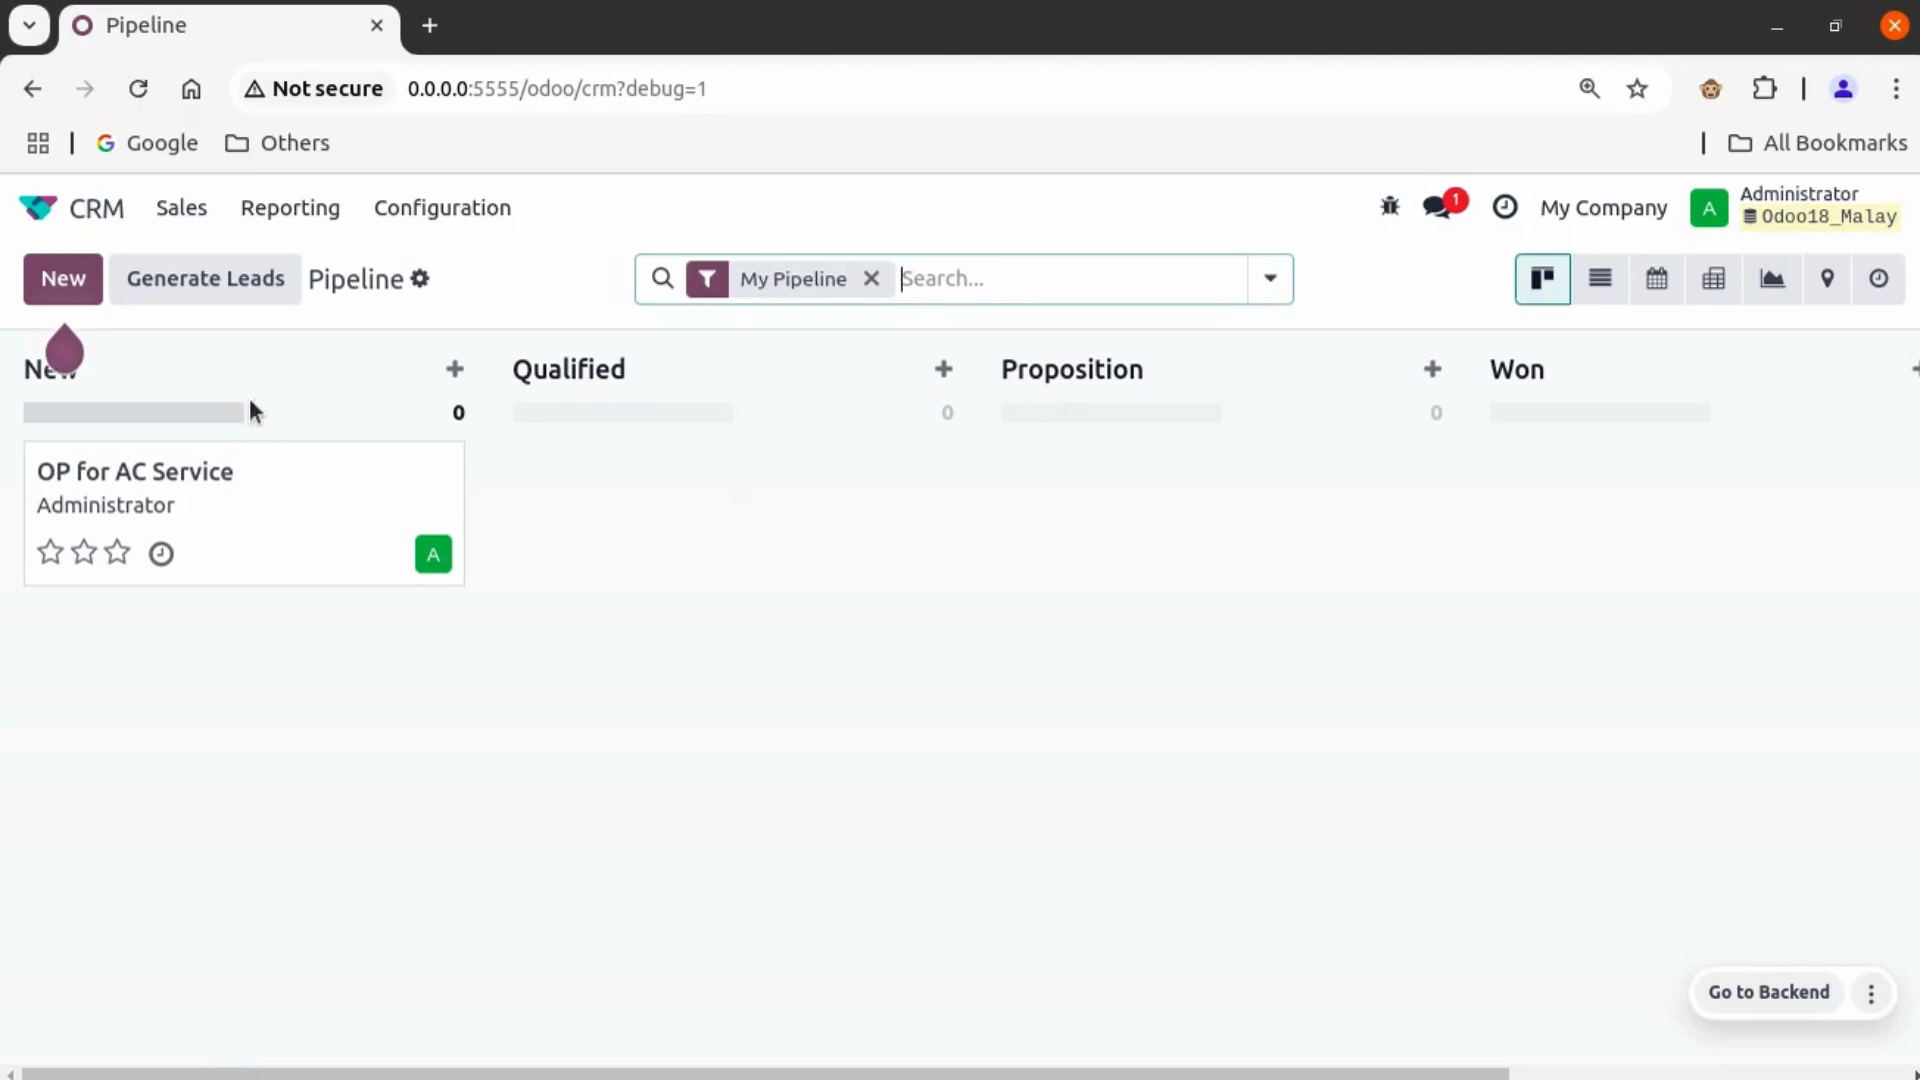 Pipeline
Not secure 0.0.0.0:5555/odoo/crm?debug=1
Google Others All Bookmarks
CRM Sales Reporting Configuration 1 My Company A Administrator
Odoo18_Malay
New Generate Leads Pipeline My Pipeline Search...
New Qualified Proposition Won
0 0 0
OP for AC Service
Administrator
A
Go to Backend